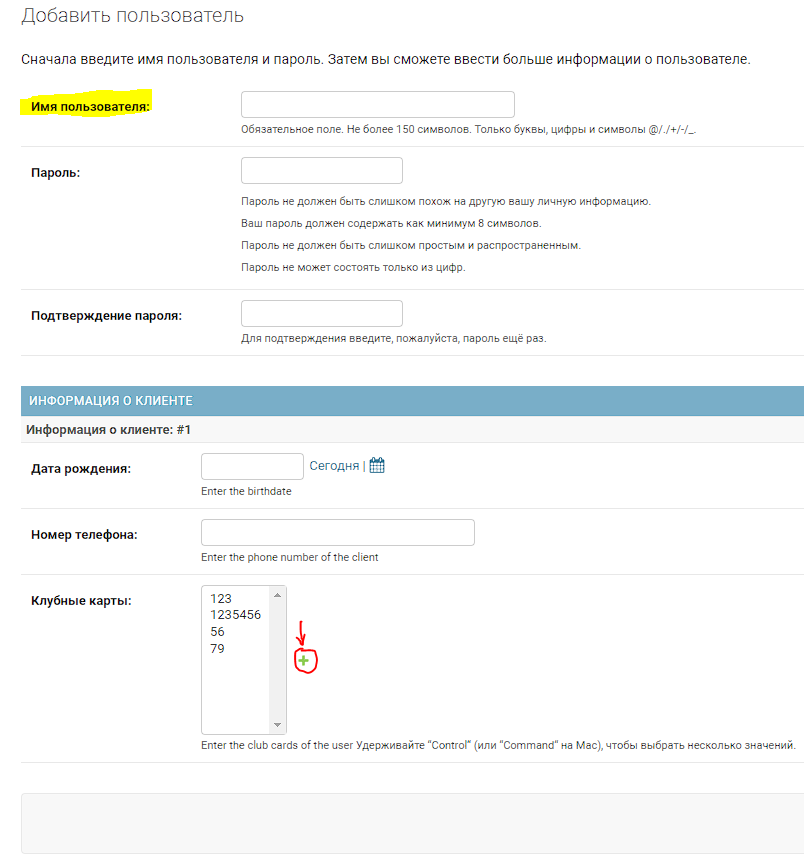 Добавить пользователь
Сначала введите имя пользователя и пароль. Затем вы сможете ввести больше информации о пользователе.
Имя пользователя:
Обязательное поле. Не более 150 символов. Только буквы, цифры и символы @/./+/-/_.
Пароль:
Пароль не должен быть слишком похож на другую вашу личную информацию.
Ваш пароль должен содержать как минимум 8 символов.
Пароль не должен быть слишком простым и распространенным.
Пароль не может состоять только из цифр.
Подтверждение пароля:
Для подтверждения введите, пожалуйста, пароль ещё раз.
ИНФОРМАЦИЯ О КЛИЕНТЕ
Информация о клиенте: #1
Дата рождения:
Сегодня |
Enter the birthdate
Номер телефона:
Enter the phone number of the client
Клубные карты:
123
1235456
56
79
Enter the club cards of the user Удерживайте “Control” (или “Command” на Mac), чтобы выбрать несколько значений.